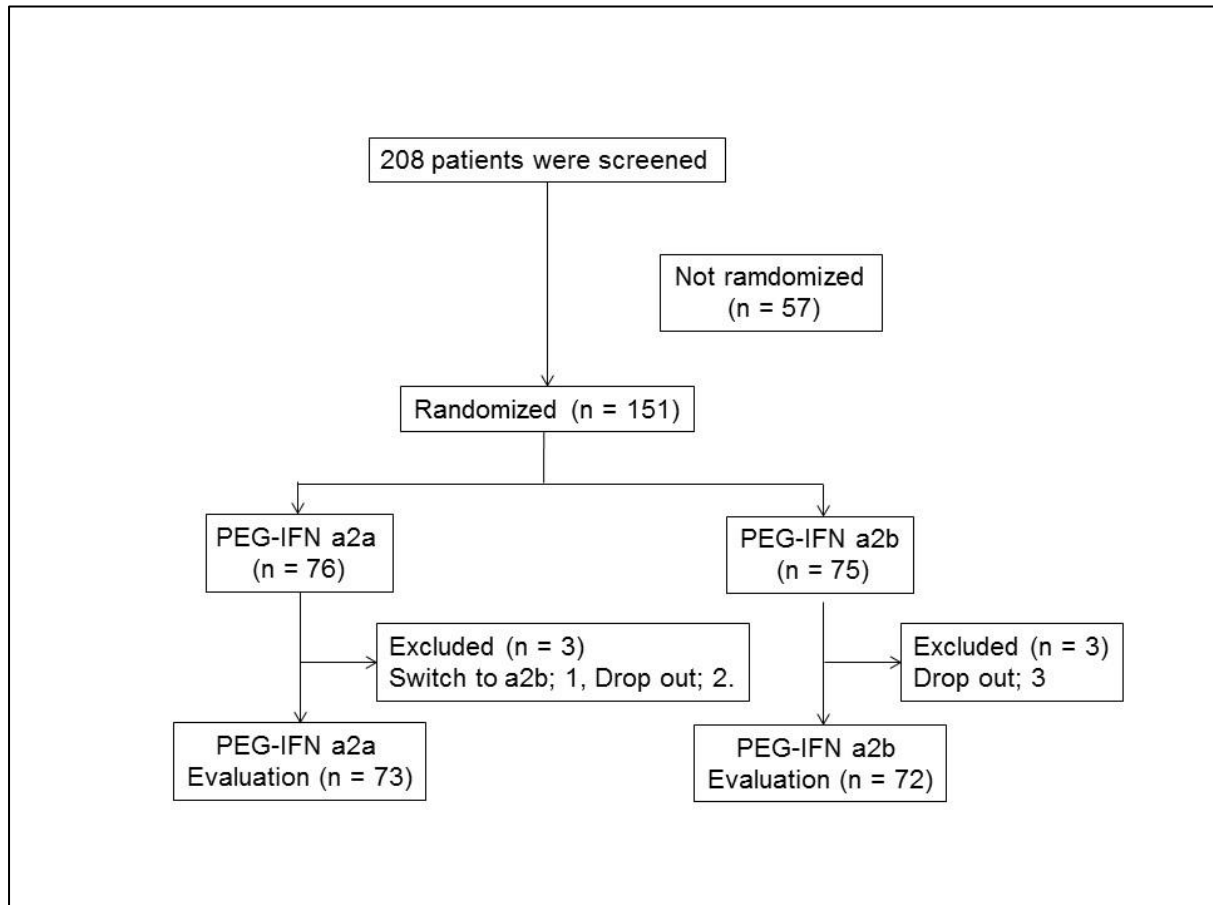 208 patients were screened
Not ramdomized
(n = 57)
Randomized (n = 151)
PEG-IFN a2a
(n = 76)
PEG-IFN a2b
(n = 75)
Excluded (n = 3)
Switch to a2b; 1, Drop out; 2.
Excluded (n = 3)
Drop out; 3
PEG-IFN a2a
Evaluation (n = 73)
PEG-IFN a2b
Evaluation (n = 72)